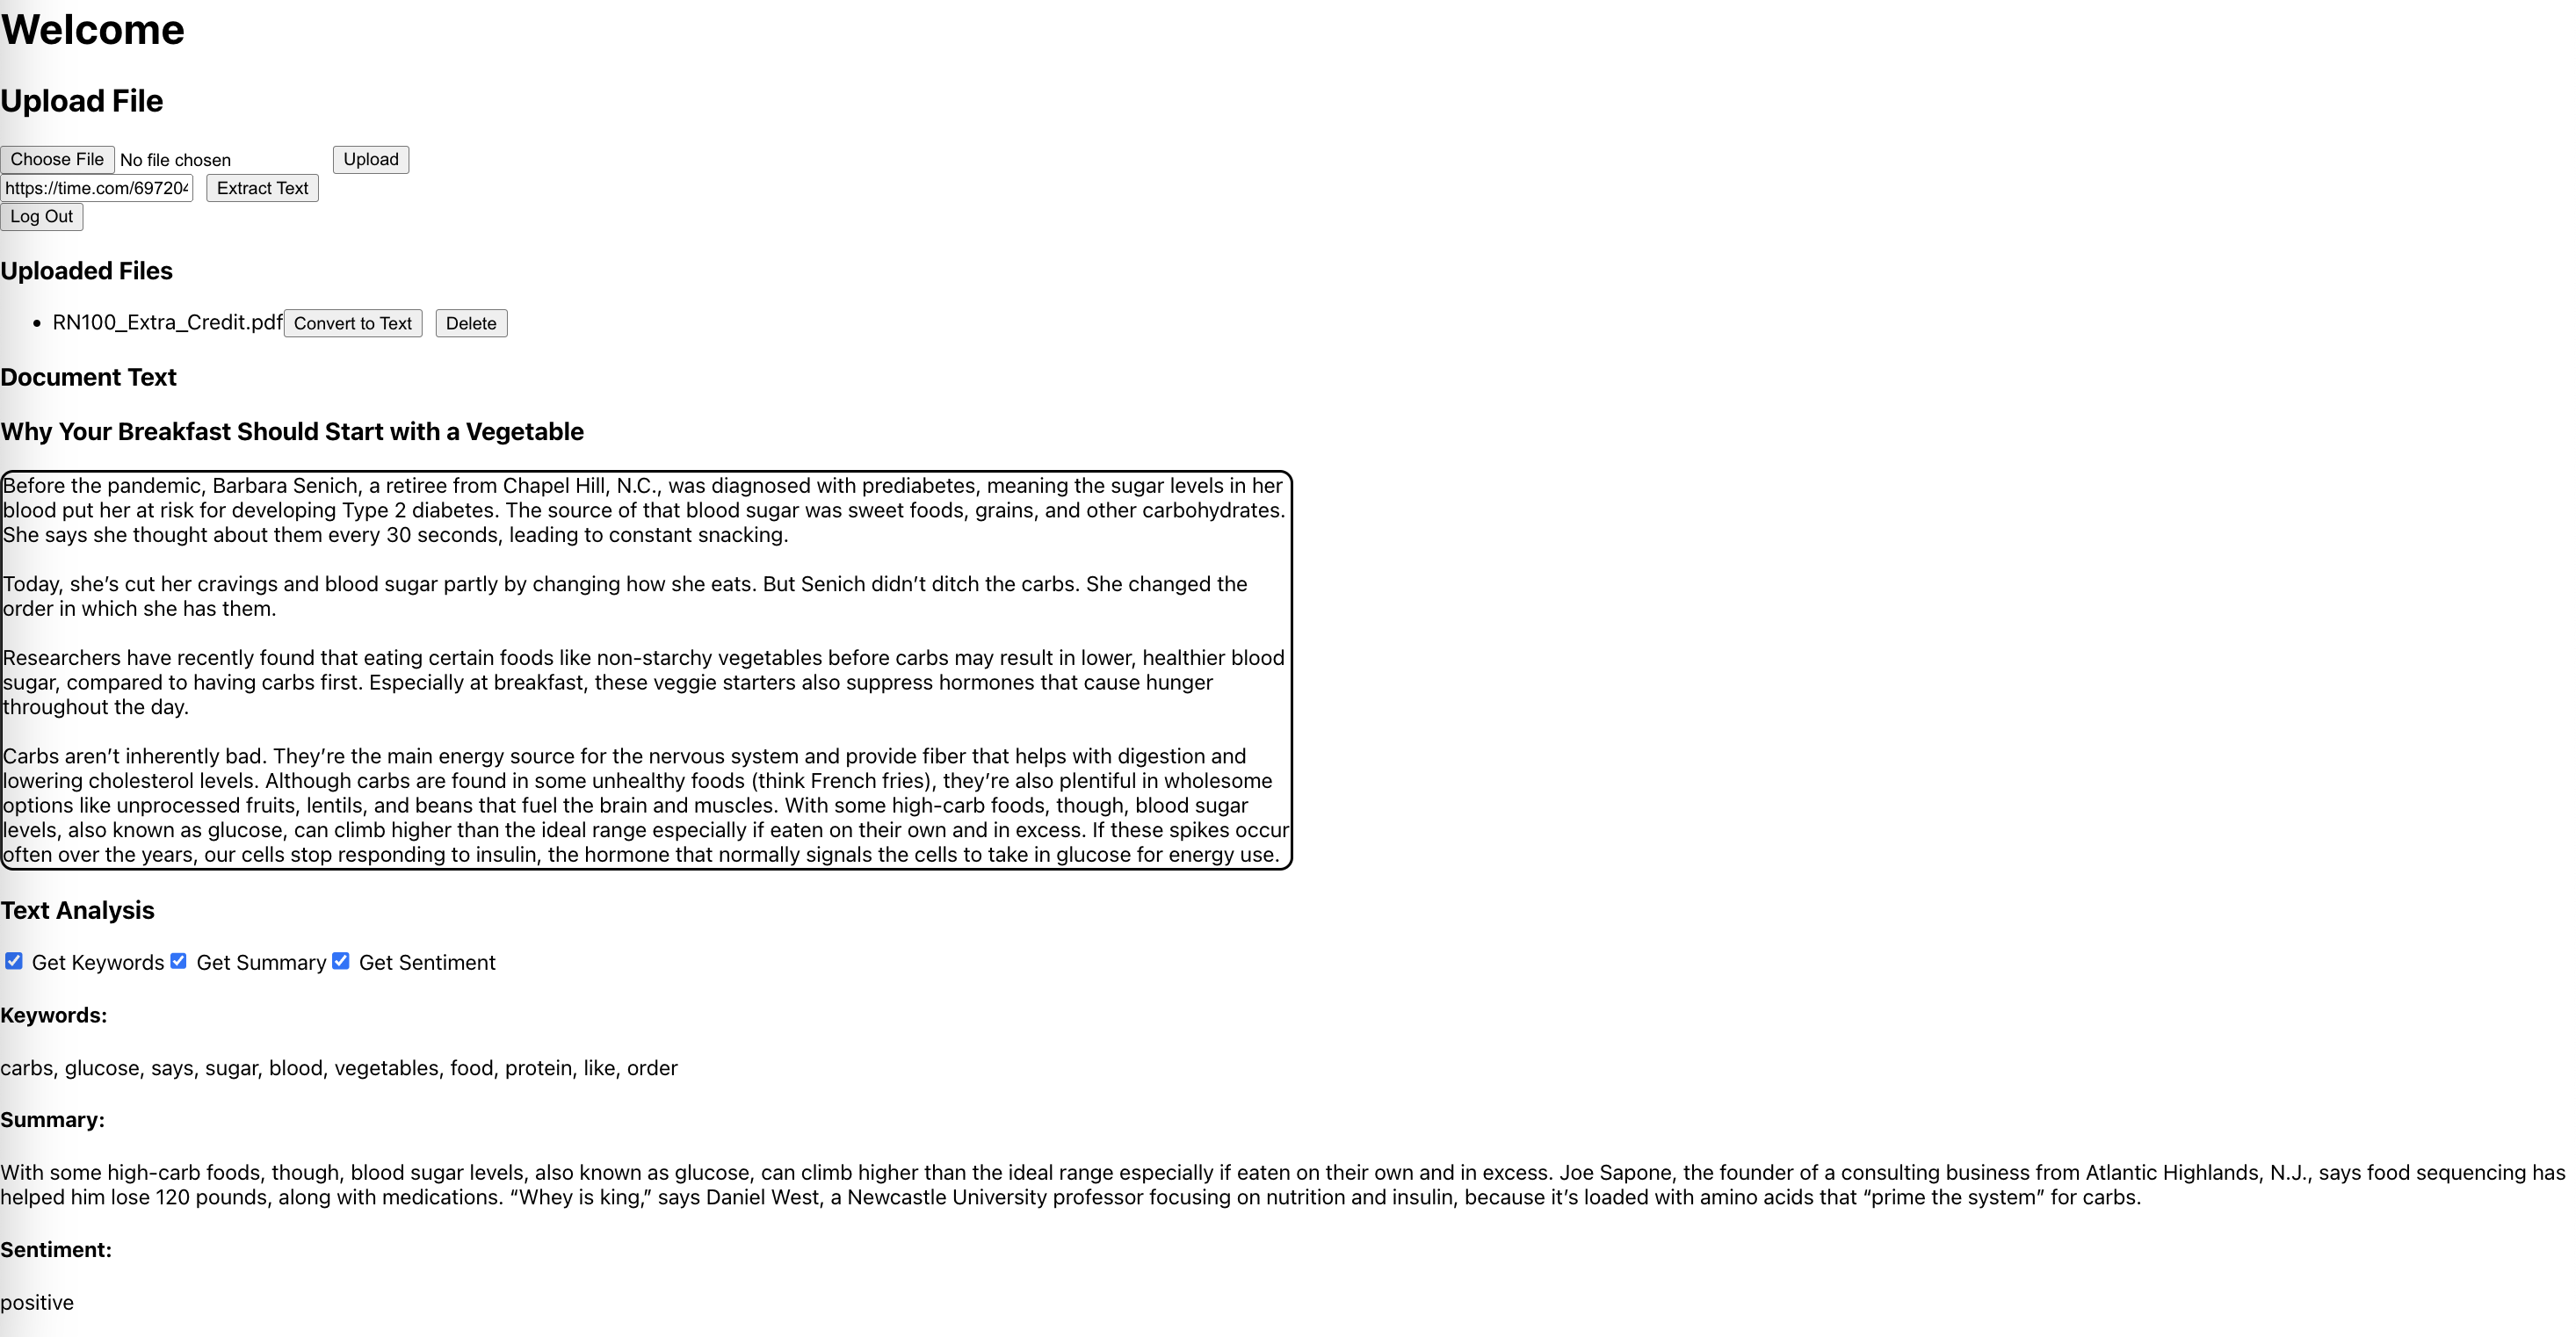 Welcome
Upload File
Choose File No file chosen Upload
https://time.com/697204 Extract Text
Log Out
Uploaded Files
• RN100_Extra_Credit.pdf Convert to Text Delete
Document Text
Why Your Breakfast Should Start with a Vegetable
Before the pandemic, Barbara Senich, a retiree from Chapel Hill, N.C., was diagnosed with prediabetes, meaning the sugar levels in her
blood put her at risk for developing Type 2 diabetes. The source of that blood sugar was sweet foods, grains, and other carbohydrates.
She says she thought about them every 30 seconds, leading to constant snacking.
Today, she’s cut her cravings and blood sugar partly by changing how she eats. But Senich didn’t ditch the carbs. She changed the
order in which she has them.
Researchers have recently found that eating certain foods like non-starchy vegetables before carbs may result in lower, healthier blood
sugar, compared to having carbs first. Especially at breakfast, these veggie starters also suppress hormones that cause hunger
throughout the day.
Carbs aren’t inherently bad. They’re the main energy source for the nervous system and provide fiber that helps with digestion and
lowering cholesterol levels. Although carbs are found in some unhealthy foods (think French fries), they’re also plentiful in wholesome
options like unprocessed fruits, lentils, and beans that fuel the brain and muscles. With some high-carb foods, though, blood sugar
levels, also known as glucose, can climb higher than the ideal range especially if eaten on their own and in excess. If these spikes occur
often over the years, our cells stop responding to insulin, the hormone that normally signals the cells to take in glucose for energy use.
Text Analysis
Get Keywords Get Summary Get Sentiment
Keywords:
carbs, glucose, says, sugar, blood, vegetables, food, protein, like, order
Summary:
With some high-carb foods, though, blood sugar levels, also known as glucose, can climb higher than the ideal range especially if eaten on their own and in excess. Joe Sapone, the founder of a consulting business from Atlantic Highlands, N.J., says food sequencing has
helped him lose 120 pounds, along with medications. “Whey is king,” says Daniel West, a Newcastle University professor focusing on nutrition and insulin, because it’s loaded with amino acids that “prime the system” for carbs.
Sentiment:
positive